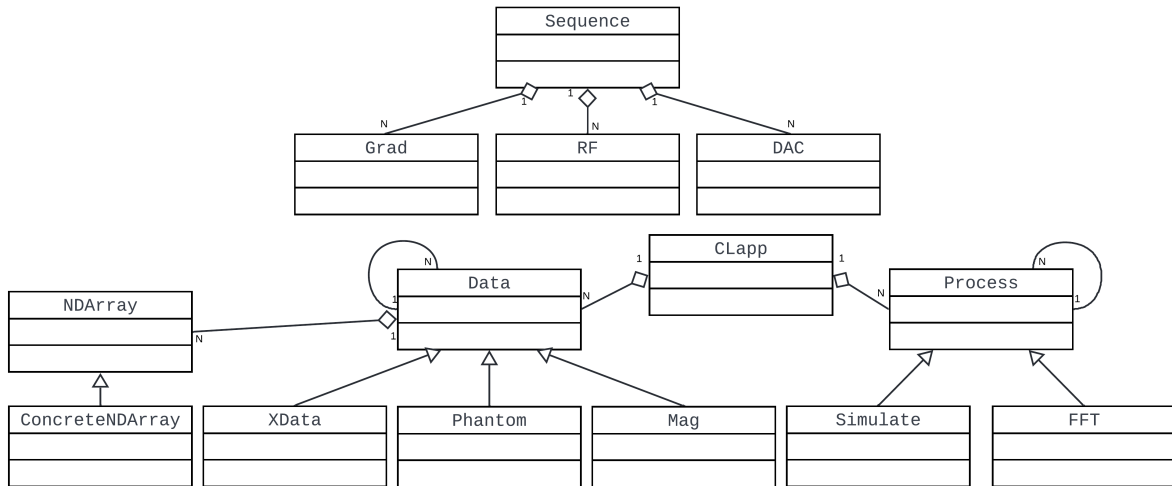 Sequence
1
1
1
N
N
N
Grad
RF
DAC
CLapp
1
1
N
N
Data
1
N
1
N
Process
N
1
NDArray
N
ConcreteNDArray
XData
Phantom
Mag
Simulate
FFT